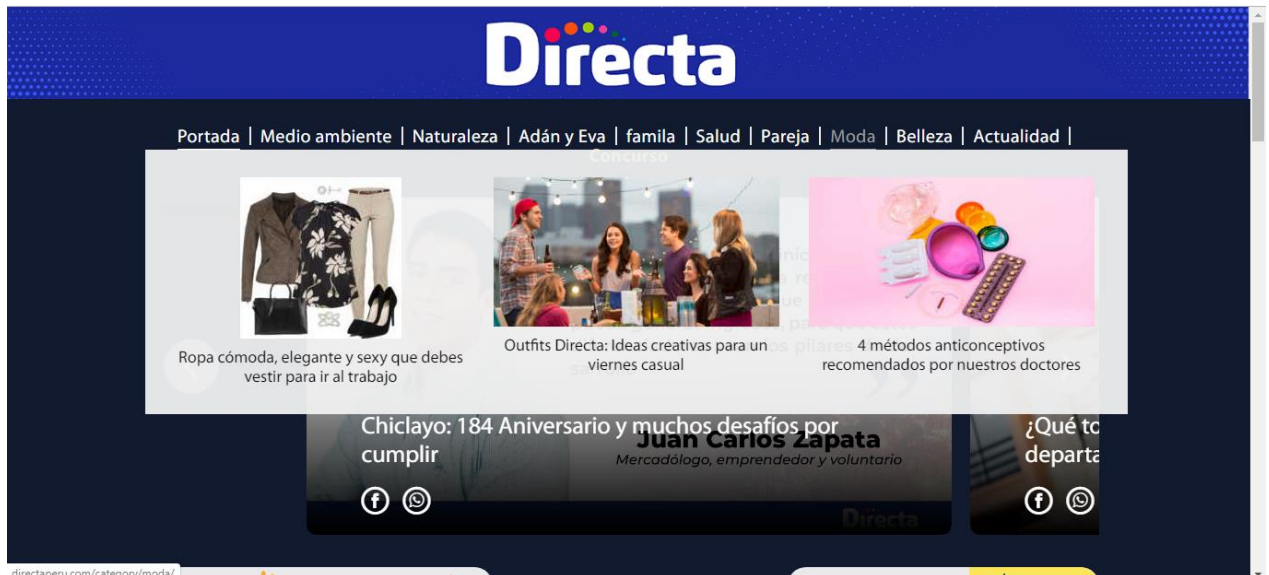 Directa
Portada | Medio ambiente | Naturaleza | Adán y Eva | famila | Salud | Pareja | Moda | Belleza | Actualidad |
Concurso
Ropa cómoda, elegante y sexy que debes
vestir para ir al trabajo
Outfits Directa: Ideas creativas para un
viernes casual
4 métodos anticonceptivos
recomendados por nuestros doctores
Chiclayo: 184 Aniversario y muchos desafíos por
cumplir
Juan Carlos Zapata
Mercadólogo, emprendedor y voluntario
Directa
¿Qué to
departa
directaperu.com/category/moda/